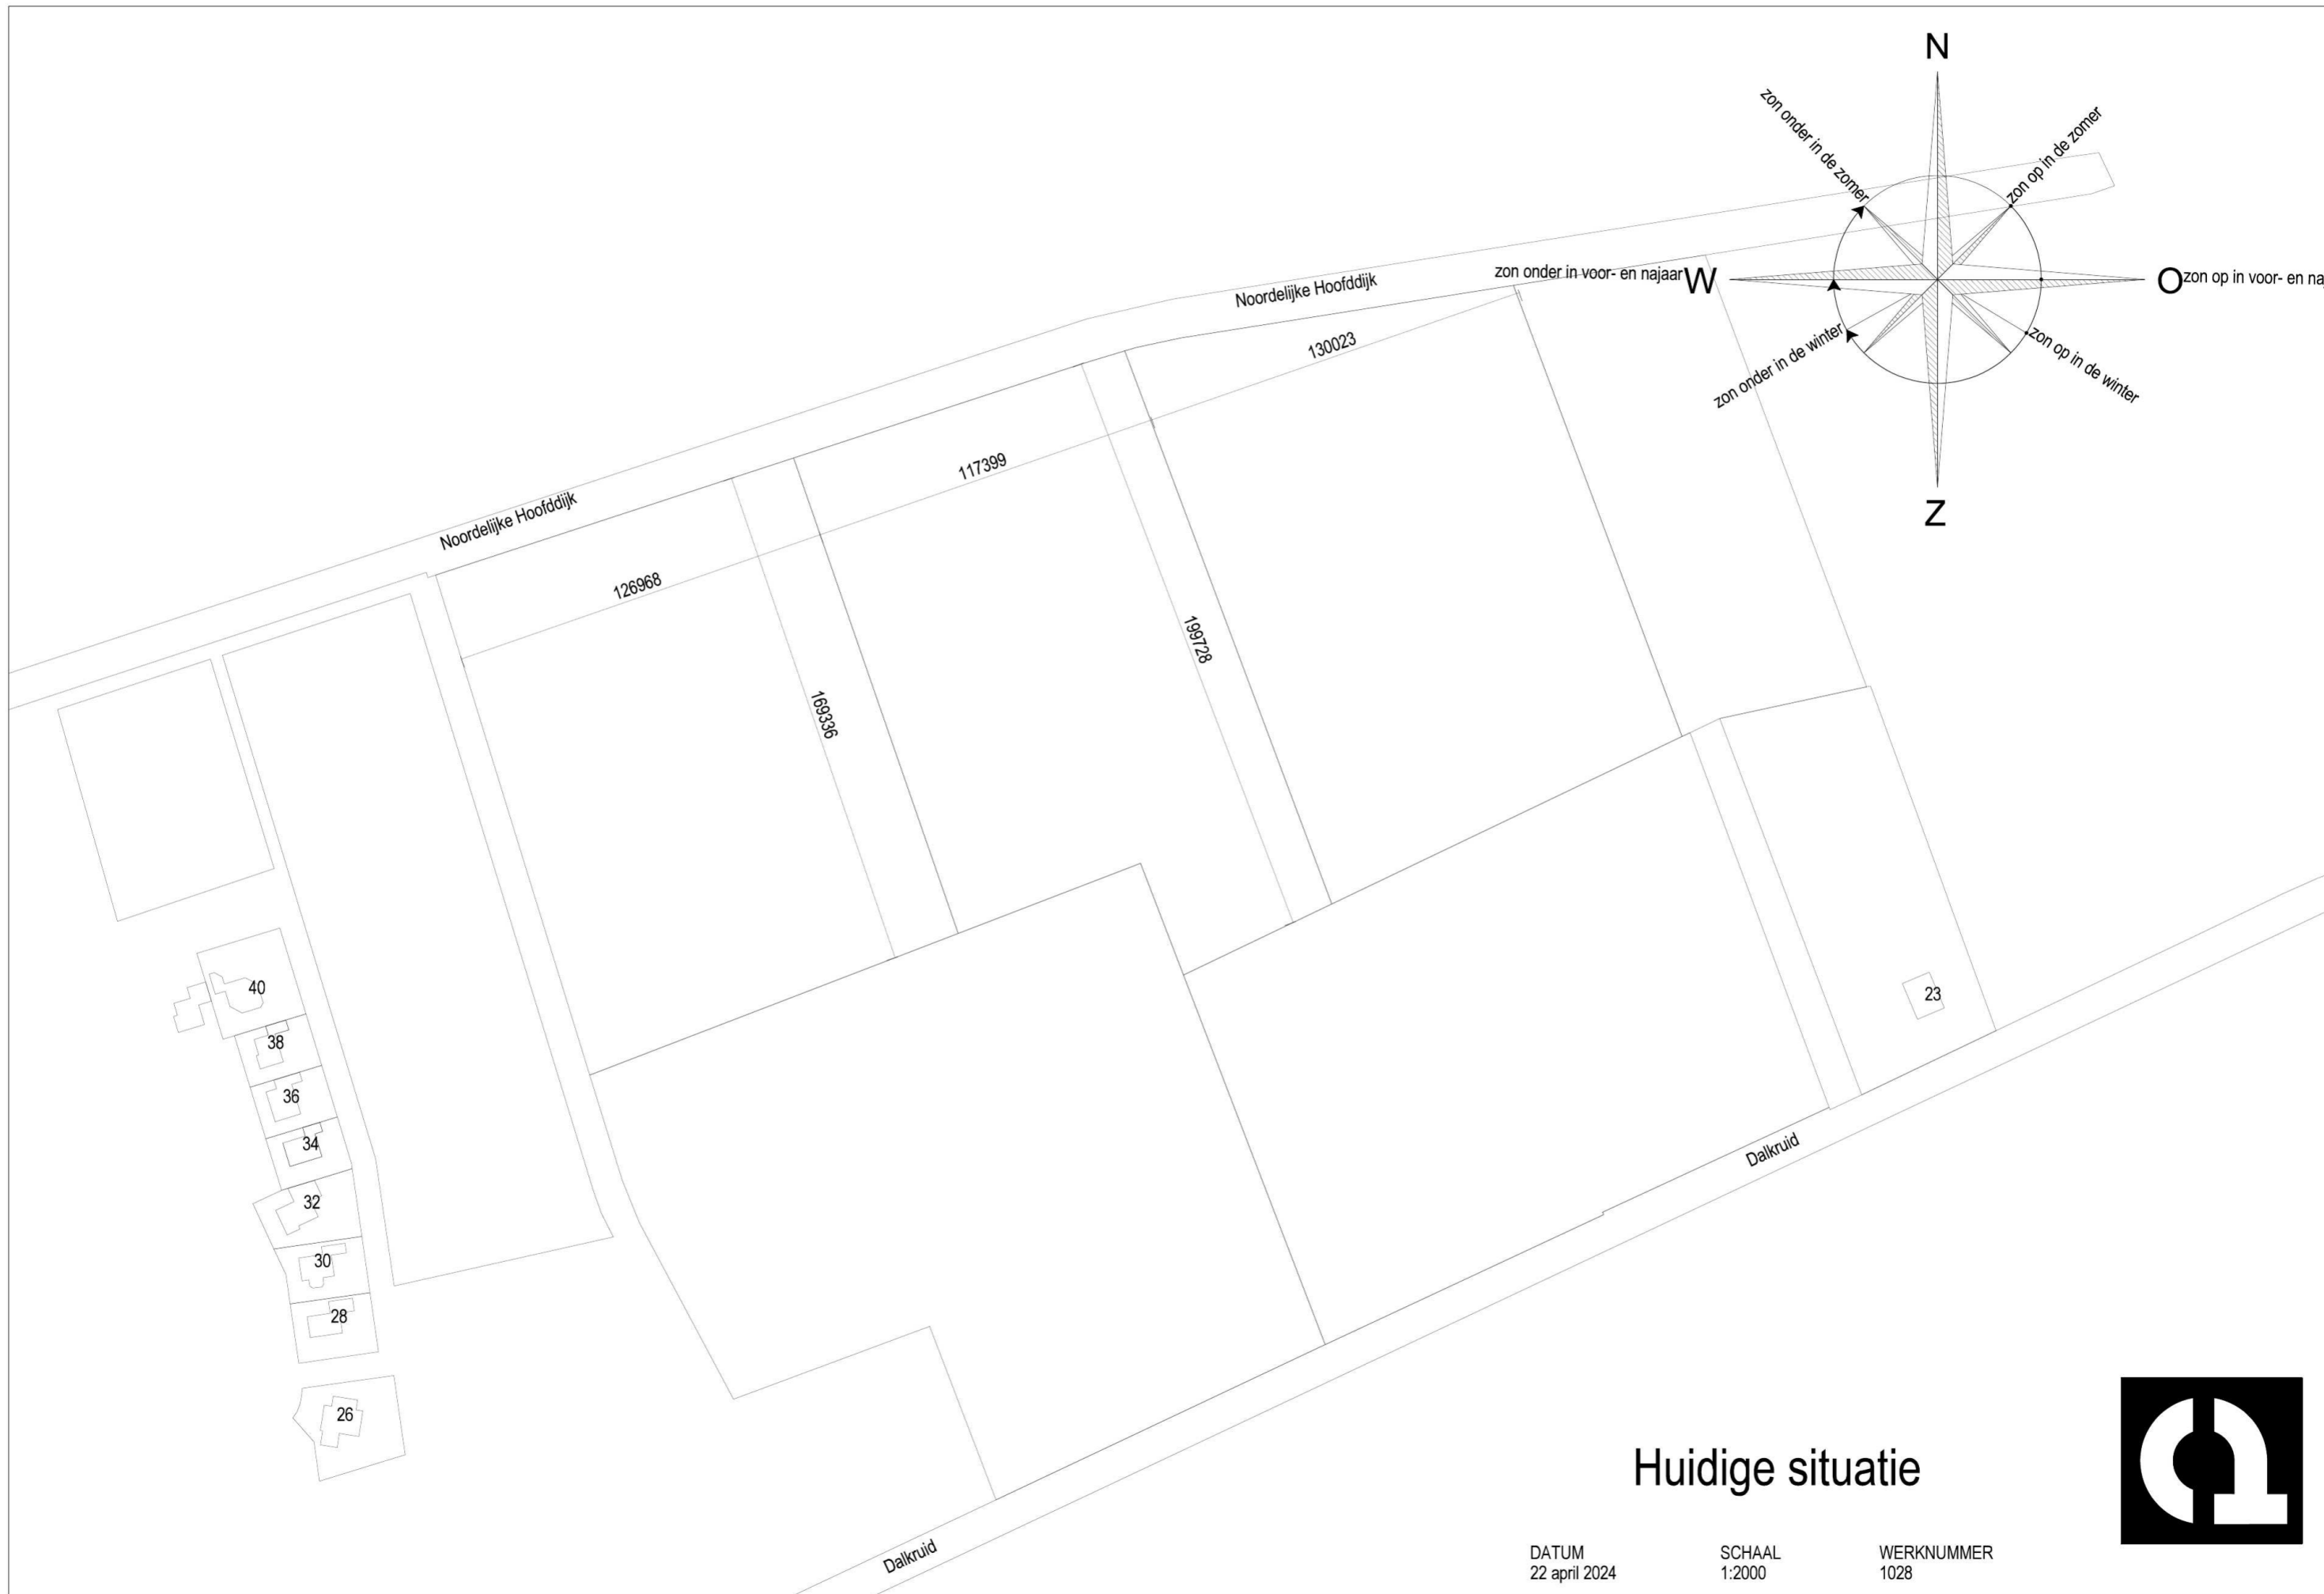 N
zon onder in de zomer
zon op in de zomer
zon onder in voor- en najaar
W
O
zon op in voor- en na
zon onder in de winter
zon op in de winter
Z
Noordelijke Hoofddijk
130023
117399
Noordelijke Hoofddijk
126968
199728
169336
40
38
36
34
32
30
28
26
23
Dalkruid
Dalkruid
Huidige situatie
DATUM
22 april 2024
SCHAAL
1:2000
WERKNUMMER
1028